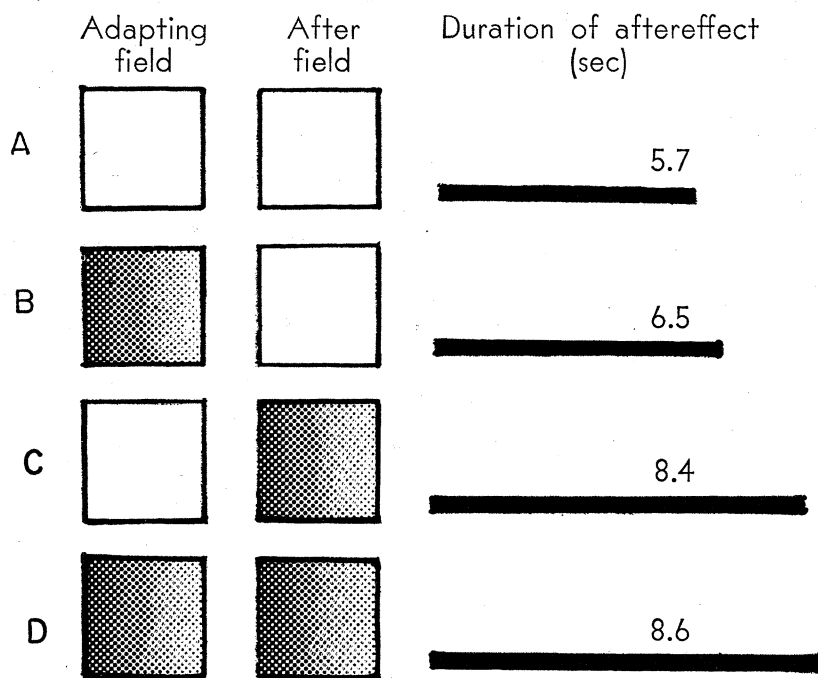 Adapting field
After field
Duration of aftereffect (sec)
A
5.7
B
6.5
C
8.4
D
8.6